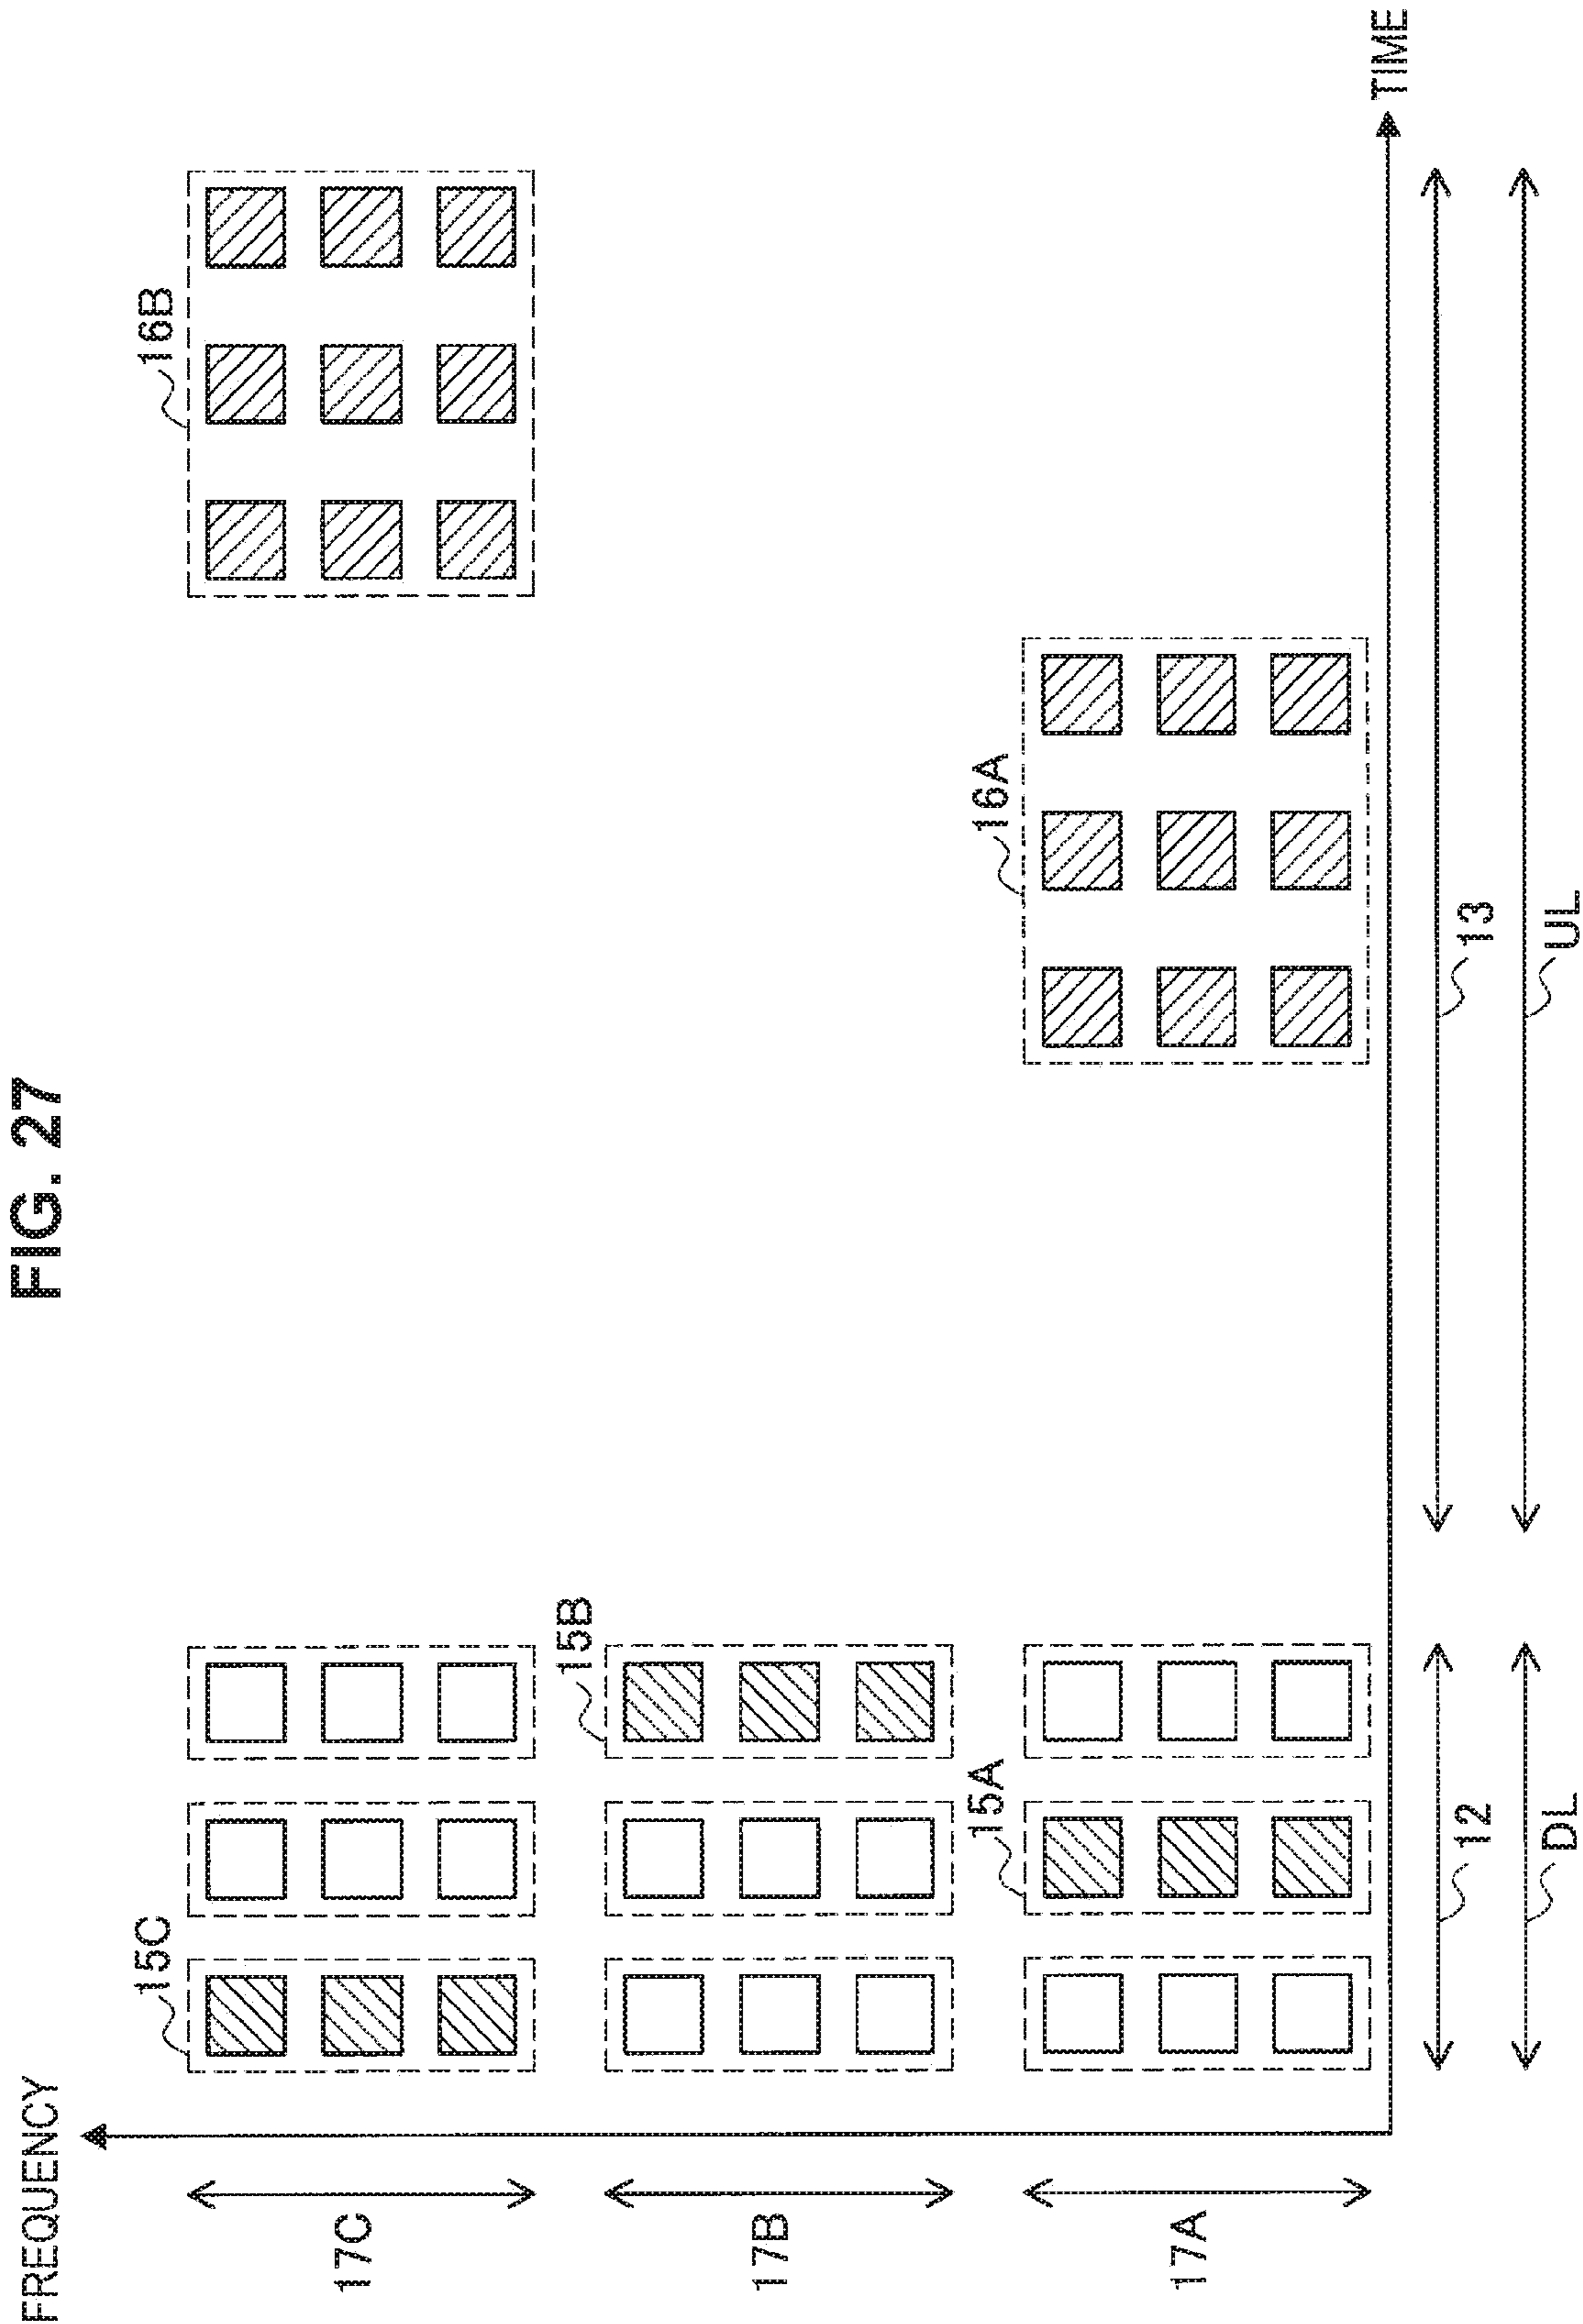 FIG. 27
FREQUENCY
17C
17B
17A
15C
15B
15A
16B
16A
TIME
12
13
DL
UL